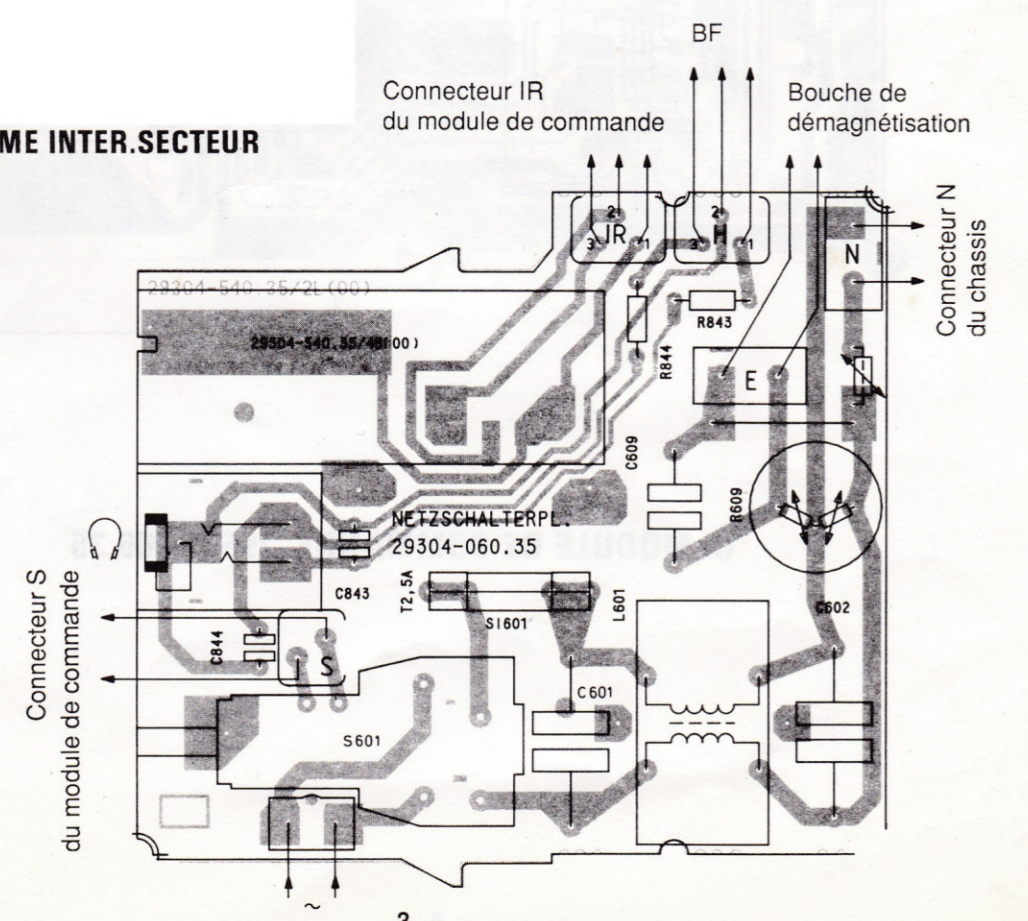 BF
Connecteur IR
du module de commande
Bouche de
démagnétisation
ME INTER.SECTEUR
2
IR
3
1
2
H
3
1
N
Connecteur N
du chassis
29304-540.35/2L(00)
R843
29304-540.35/4B(00)
R844
E
C609
R609
NETZSCHALTERPL.
29304-060.35
C843
T2,5A
SI601
L601
C602
Connecteur S
du module de commande
C844
S
C601
S601
~
3